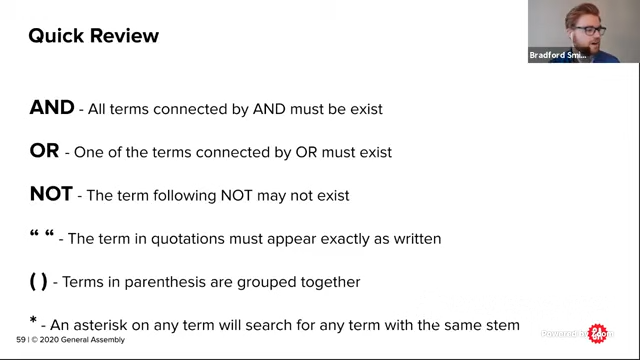 Quick Review
Bradford Smi...
AND - All terms connected by AND must be exist
OR - One of the terms connected by OR must exist
NOT - The term following NOT may not exist
“ “ - The term in quotations must appear exactly as written
( ) - Terms in parenthesis are grouped together
* - An asterisk on any term will search for any term with the same stem
59 | © 2020 General Assembly
Powered by Zoom